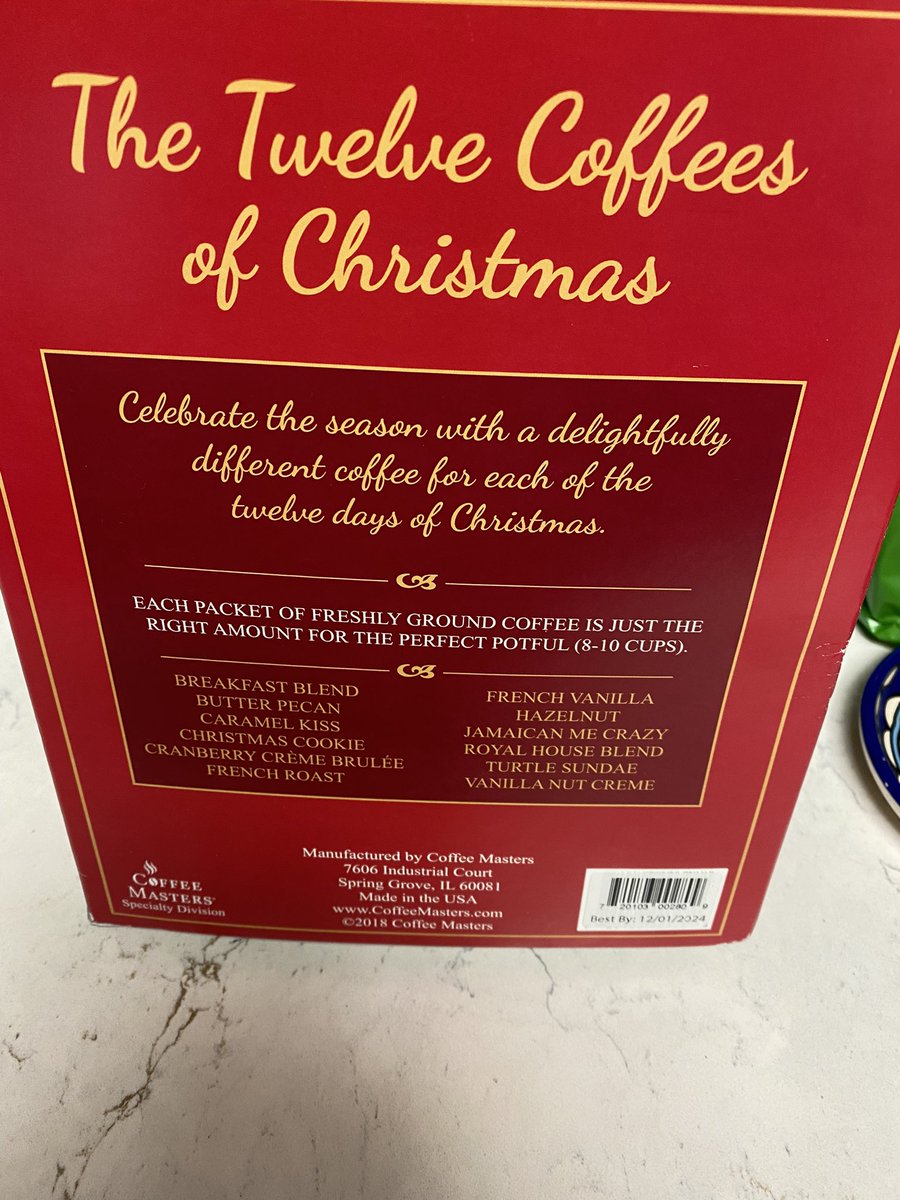 The Twelve Coffees
of Christmas
Celebrate the season with a delightfully
different coffee for each of the
twelve days of Christmas.
EACH PACKET OF FRESHLY GROUND COFFEE IS JUST THE
RIGHT AMOUNT FOR THE PERFECT POTFUL (8-10 CUPS).
BREAKFAST BLEND
BUTTER PECAN
CARAMEL KISS
CHRISTMAS COOKIE
CRANBERRY CRÈME BRULÉE
FRENCH ROAST
FRENCH VANILLA
HAZELNUT
JAMAICAN ME CRAZY
ROYAL HOUSE BLEND
TURTLE SUNDAE
VANILLA NUT CREME
COFFEE
MASTERS®
Specialty Division
Manufactured by Coffee Masters
7606 Industrial Court
Spring Grove, IL 60081
Made in the USA
www.CoffeeMasters.com
©2018 Coffee Masters
7 20103 00280 9
Best By: 12/01/2024